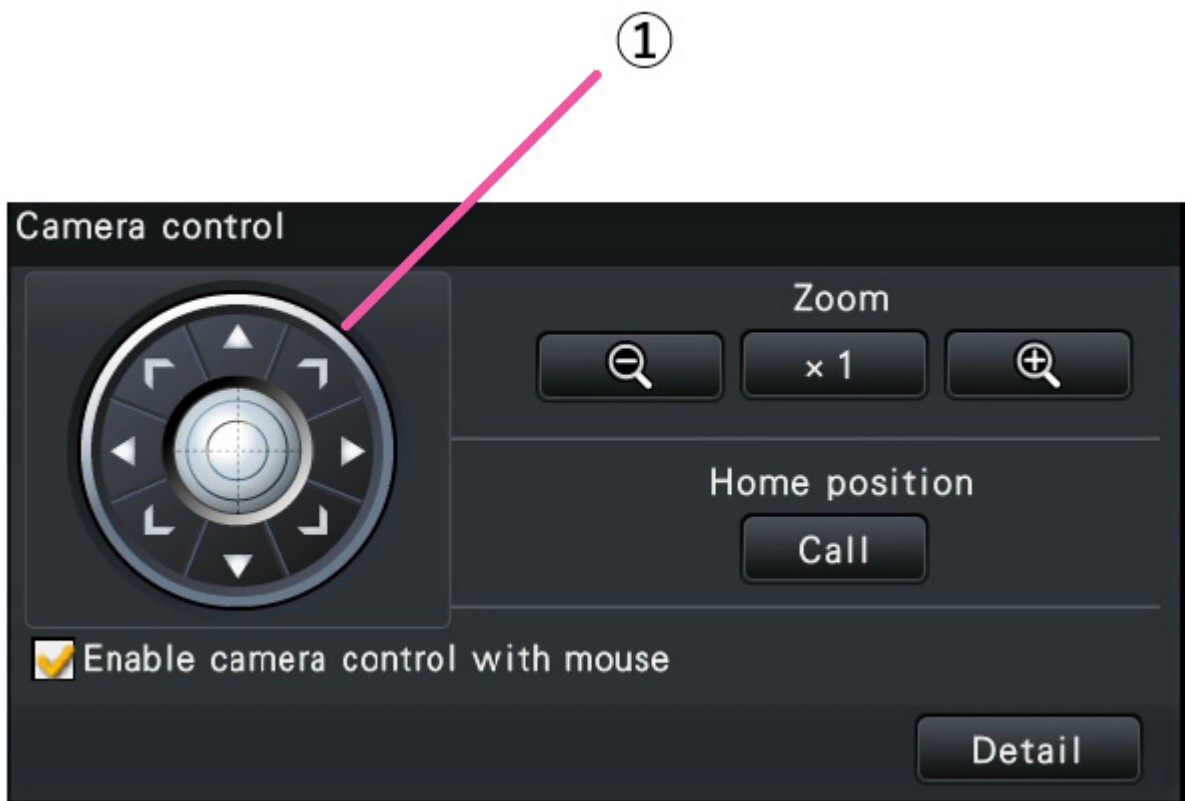 ①
Camera control
Zoom
× 1
Home position
Call
Enable camera control with mouse
Detail